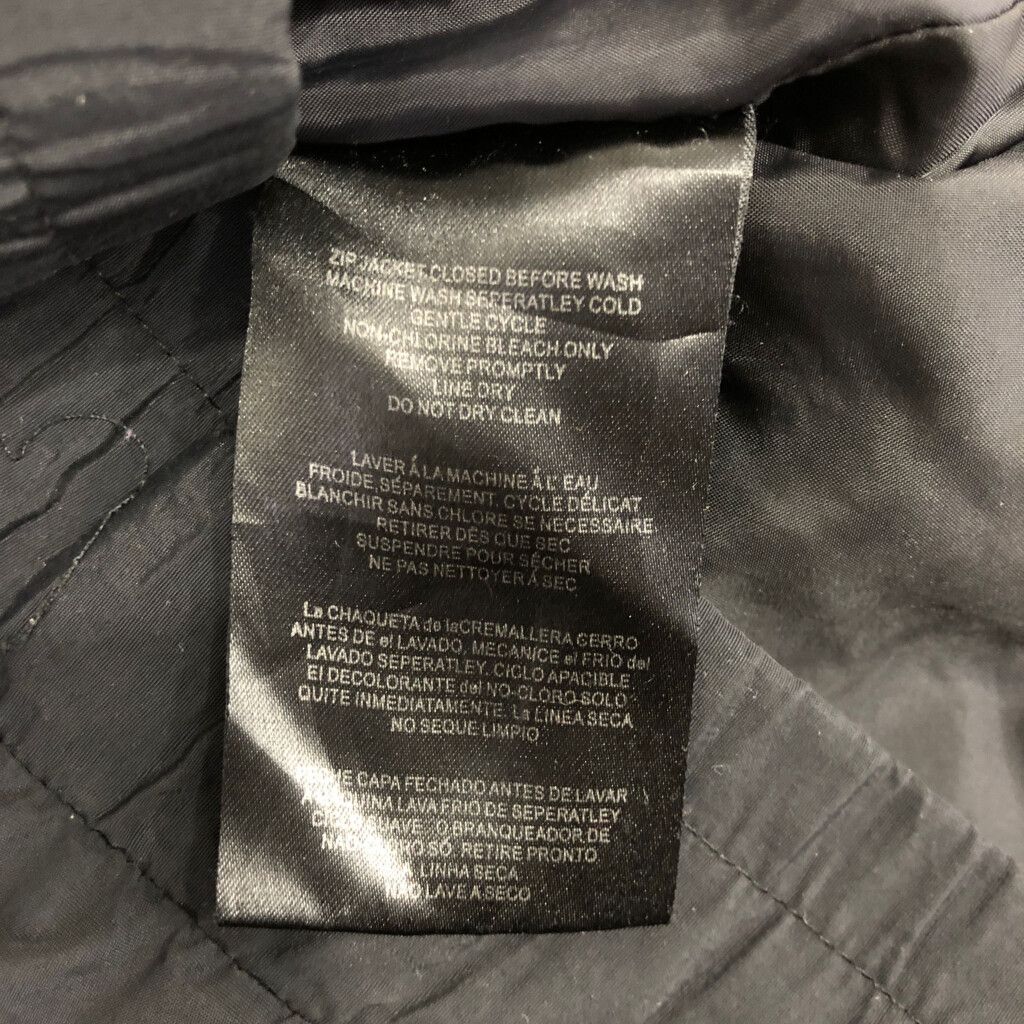 ZIP JACKET CLOSED BEFORE WASH
MACHINE WASH SEPERATLEY COLD
GENTLE CYCLE
NON-CHLORINE BLEACH ONLY
REMOVE PROMPTLY
LINE DRY
DO NOT DRY CLEAN
LAVER Á LA MACHINE Á L' EAU
FROIDE, SÉPAREMENT, CYCLE DÉLICAT
BLANCHIR SANS CHLORE SE NECESSAIRE
RETIRER DÉS QUE SEC
SUSPENDRE POUR SÉCHER
NE PAS NETTOYER Á SEC
La CHAQUETA de laCREMALLERA CERRO
ANTES DE el LAVADO, MECANICE el FRIO del
LAVADO SEPERATLEY, CICLO APACIBLE,
El DECOLORANTE del NO-CLORO SOLO
QUITE INMEDIATAMENTE, La LINEA SECA
NO SEQUE LIMPIO
CAPA FECHADO ANTES DE LAVAR
LAVA FRIO DE SEPERATLEY
BRANQUEADOR DE
SO, RETIRE PRONTO
LINHA SECA
LAVE A SECO